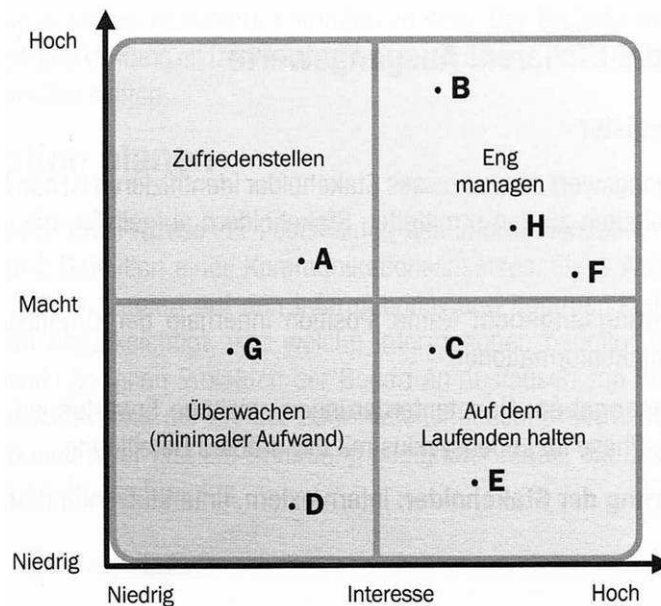 Hoch
B
Zufriedenstellen
Eng
managen
H
A
F
Macht
G
C
Überwachen
(minimaler Aufwand)
Auf dem
Laufenden halten
E
D
Niedrig
Niedrig
Interesse
Hoch